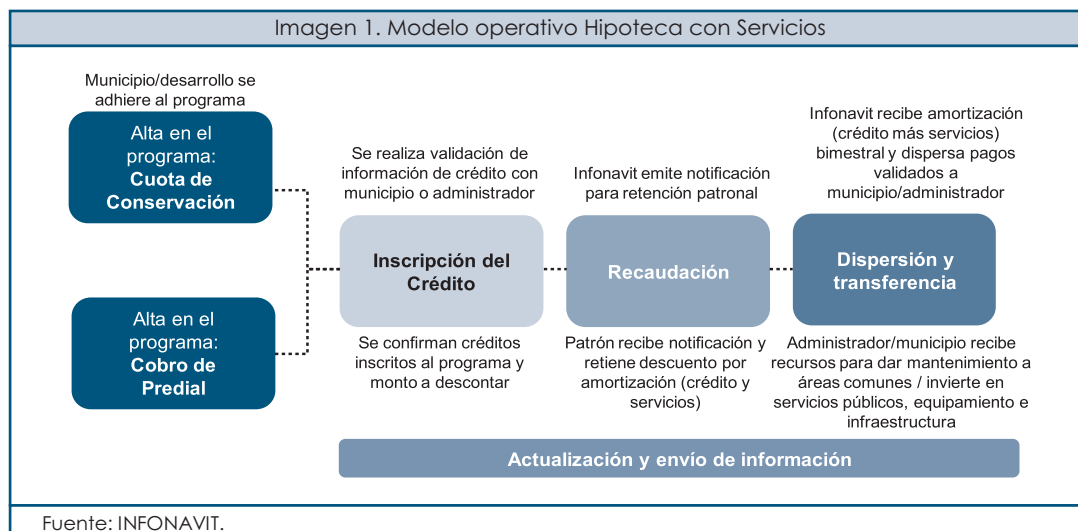 Imagen 1. Modelo operativo Hipoteca con Servicios
Municipio/desarrollo se
adhiere al programa
Alta en el
programa:
Cuota de
Conservación
Alta en el
programa:
Cobro de
Predial
Se realiza validación de
información de crédito con
municipio o administrador
Inscripción del
Crédito
Se confirman créditos
inscritos al programa y
monto a descontar
Infonavit emite notificación
para retención patronal
Recaudación
Patrón recibe notificación y
retiene descuento por
amortización (crédito y
servicios)
Infonavit recibe amortización
(crédito más servicios)
bimestral y dispersa pagos
validados a
municipio/administrador
Dispersión y
transferencia
Administrador/municipio recibe
recursos para dar mantenimiento a
áreas comunes / invierte en
servicios públicos, equipamiento e
infraestructura
Actualización y envío de información
Fuente: INFONAVIT.